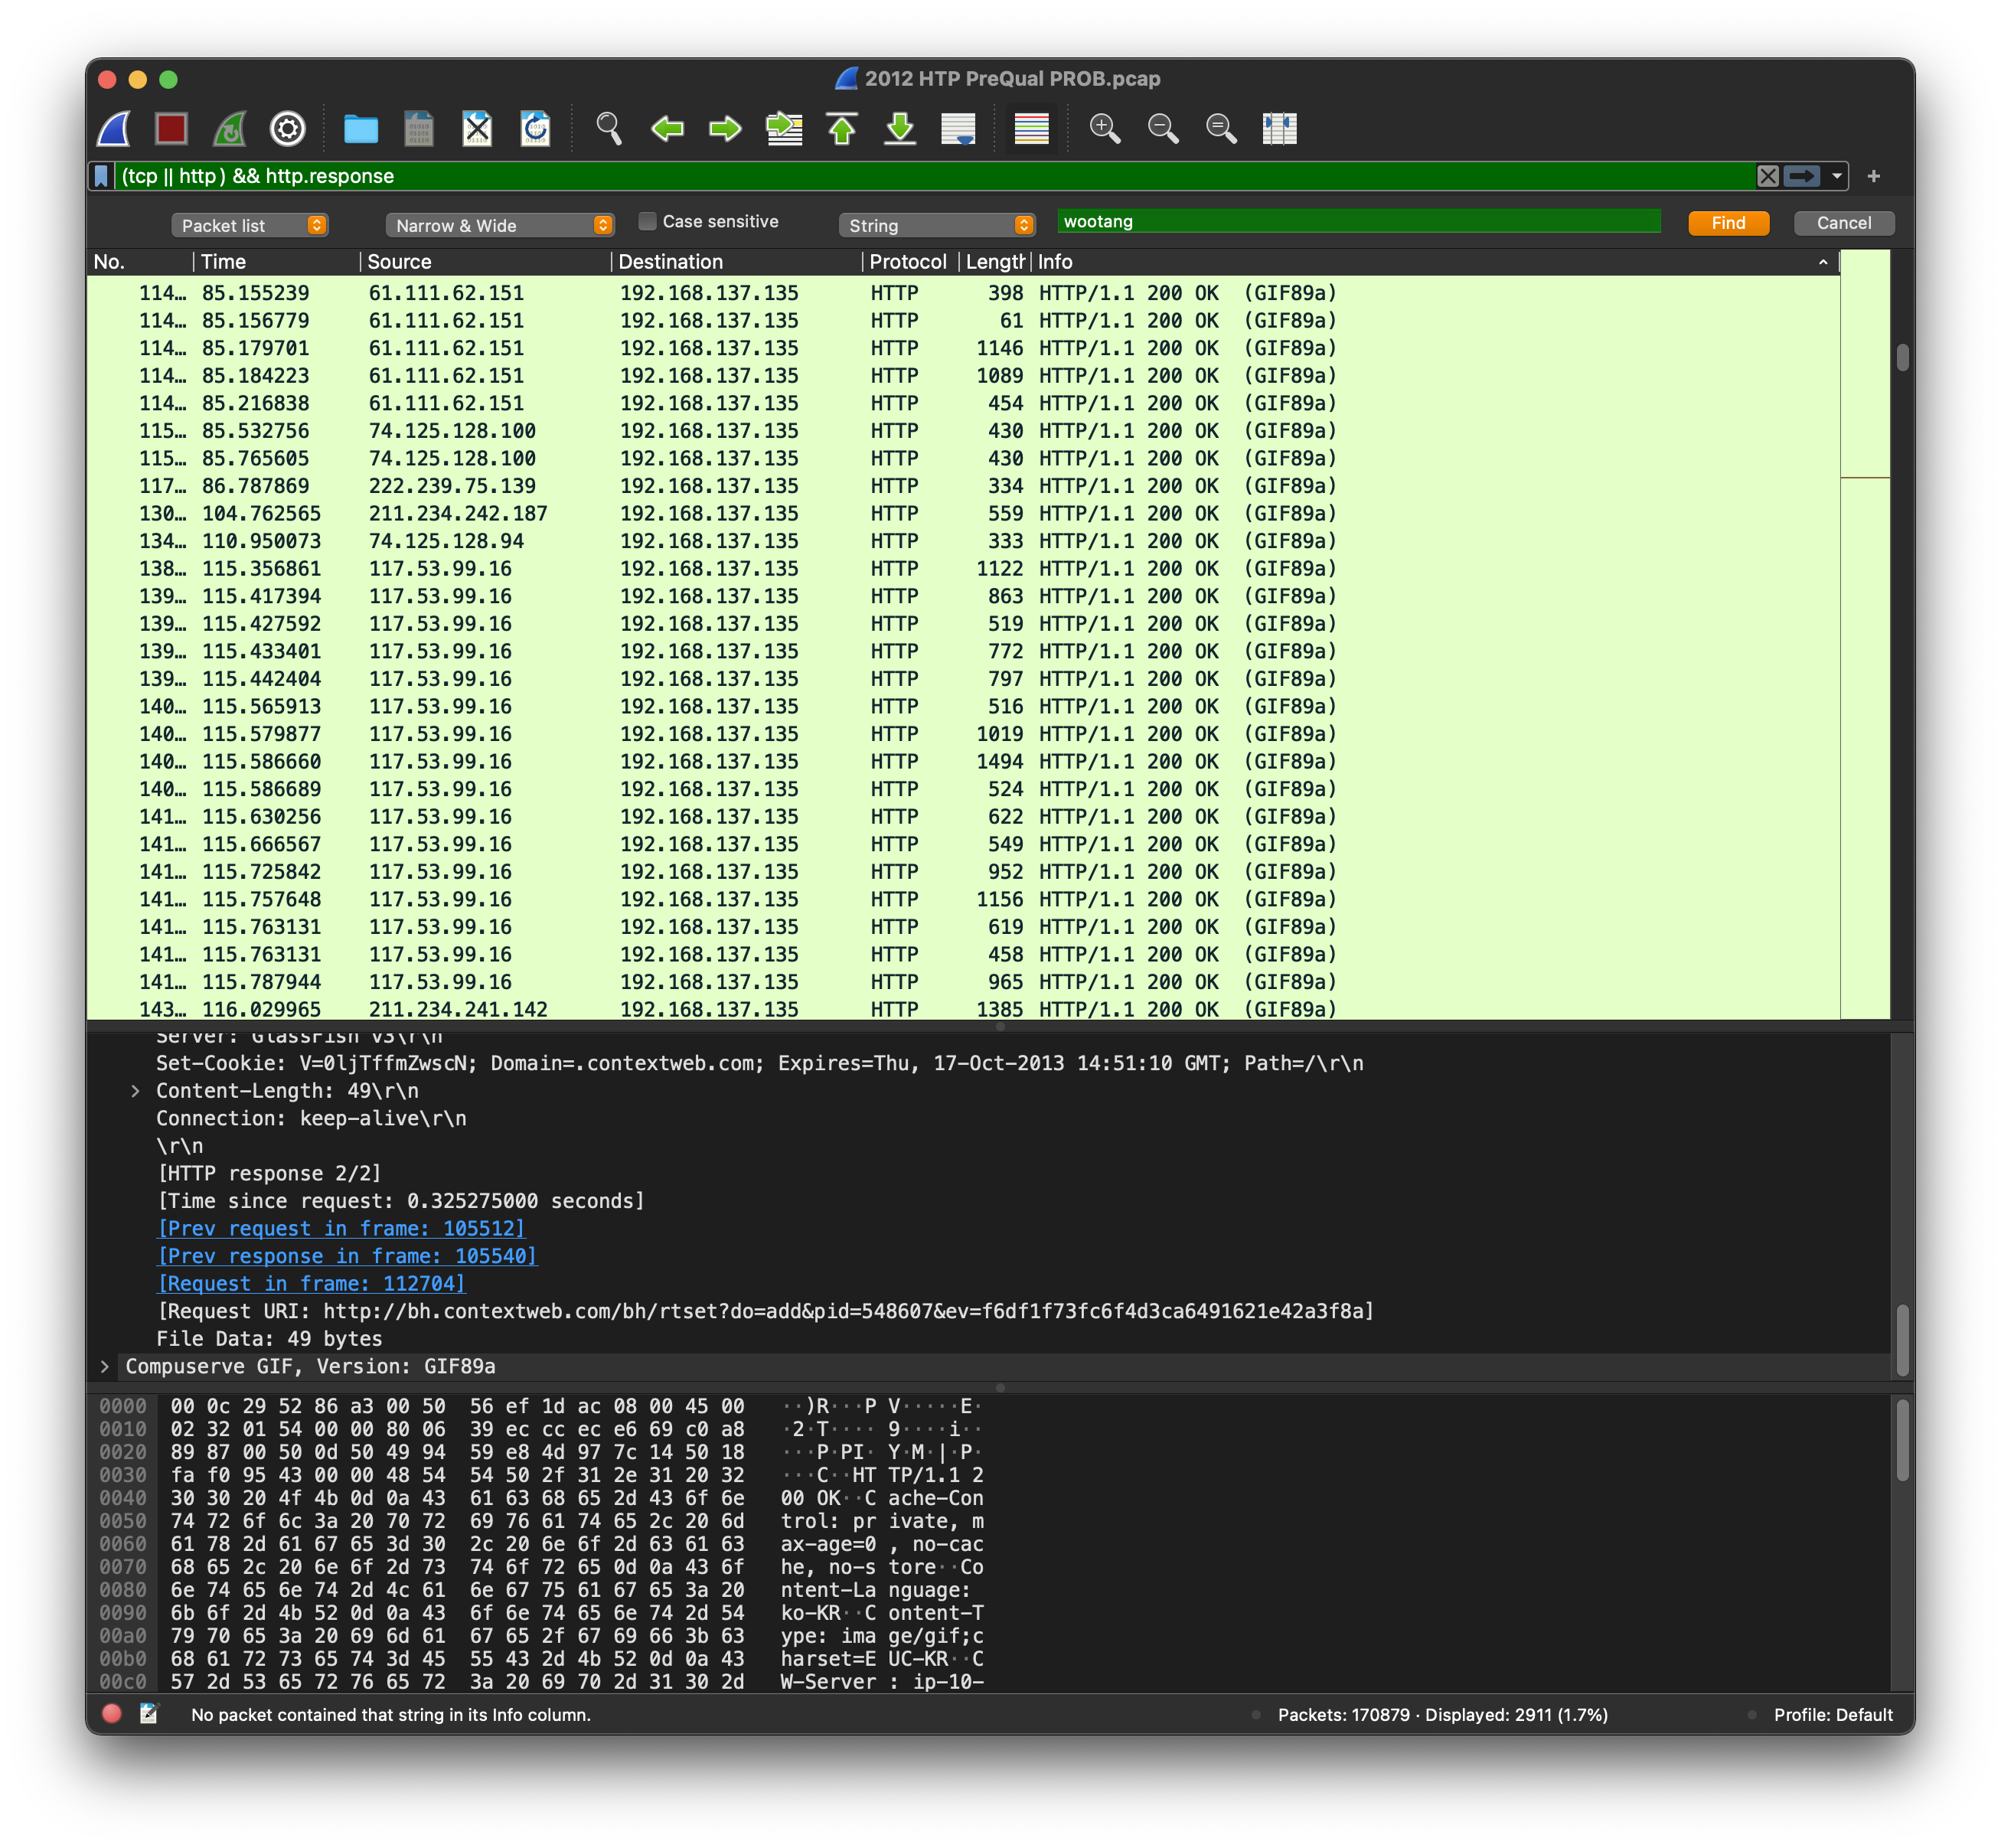 2012 HTP PreQual PROB.pcap
(tcp || http) && http.response
Packet list Narrow & Wide Case sensitive String wootang Find Cancel
No. Time Source Destination Protocol Length Info
114… 85.155239 61.111.62.151 192.168.137.135 HTTP 398 HTTP/1.1 200 OK (GIF89a)
114… 85.156779 61.111.62.151 192.168.137.135 HTTP 61 HTTP/1.1 200 OK (GIF89a)
114… 85.179701 61.111.62.151 192.168.137.135 HTTP 1146 HTTP/1.1 200 OK (GIF89a)
114… 85.184223 61.111.62.151 192.168.137.135 HTTP 1089 HTTP/1.1 200 OK (GIF89a)
114… 85.216838 61.111.62.151 192.168.137.135 HTTP 454 HTTP/1.1 200 OK (GIF89a)
115… 85.532756 74.125.128.100 192.168.137.135 HTTP 430 HTTP/1.1 200 OK (GIF89a)
115… 85.765605 74.125.128.100 192.168.137.135 HTTP 430 HTTP/1.1 200 OK (GIF89a)
117… 86.787869 222.239.75.139 192.168.137.135 HTTP 334 HTTP/1.1 200 OK (GIF89a)
130… 104.762565 211.234.242.187 192.168.137.135 HTTP 559 HTTP/1.1 200 OK (GIF89a)
134… 110.950073 74.125.128.94 192.168.137.135 HTTP 333 HTTP/1.1 200 OK (GIF89a)
138… 115.356861 117.53.99.16 192.168.137.135 HTTP 1122 HTTP/1.1 200 OK (GIF89a)
139… 115.417394 117.53.99.16 192.168.137.135 HTTP 863 HTTP/1.1 200 OK (GIF89a)
139… 115.427592 117.53.99.16 192.168.137.135 HTTP 519 HTTP/1.1 200 OK (GIF89a)
139… 115.433401 117.53.99.16 192.168.137.135 HTTP 772 HTTP/1.1 200 OK (GIF89a)
139… 115.442404 117.53.99.16 192.168.137.135 HTTP 797 HTTP/1.1 200 OK (GIF89a)
140… 115.565913 117.53.99.16 192.168.137.135 HTTP 516 HTTP/1.1 200 OK (GIF89a)
140… 115.579877 117.53.99.16 192.168.137.135 HTTP 1019 HTTP/1.1 200 OK (GIF89a)
140… 115.586660 117.53.99.16 192.168.137.135 HTTP 1494 HTTP/1.1 200 OK (GIF89a)
140… 115.586689 117.53.99.16 192.168.137.135 HTTP 524 HTTP/1.1 200 OK (GIF89a)
141… 115.630256 117.53.99.16 192.168.137.135 HTTP 622 HTTP/1.1 200 OK (GIF89a)
141… 115.666567 117.53.99.16 192.168.137.135 HTTP 549 HTTP/1.1 200 OK (GIF89a)
141… 115.725842 117.53.99.16 192.168.137.135 HTTP 952 HTTP/1.1 200 OK (GIF89a)
141… 115.757648 117.53.99.16 192.168.137.135 HTTP 1156 HTTP/1.1 200 OK (GIF89a)
141… 115.763131 117.53.99.16 192.168.137.135 HTTP 619 HTTP/1.1 200 OK (GIF89a)
141… 115.763131 117.53.99.16 192.168.137.135 HTTP 458 HTTP/1.1 200 OK (GIF89a)
141… 115.787944 117.53.99.16 192.168.137.135 HTTP 965 HTTP/1.1 200 OK (GIF89a)
143… 116.029965 211.234.241.142 192.168.137.135 HTTP 1385 HTTP/1.1 200 OK (GIF89a)
Server: GlassFish v3\r\n
Set-Cookie: V=0ljTffmZwscN; Domain=.contextweb.com; Expires=Thu, 17-Oct-2013 14:51:10 GMT; Path=/\r\n
Content-Length: 49\r\n
Connection: keep-alive\r\n
\r\n
[HTTP response 2/2]
[Time since request: 0.325275000 seconds]
[Prev request in frame: 105512]
[Prev response in frame: 105540]
[Request in frame: 112704]
[Request URI: http://bh.contextweb.com/bh/rtset?do=add&pid=548607&ev=f6df1f73fc6f4d3ca6491621e42a3f8a]
File Data: 49 bytes
Compuserve GIF, Version: GIF89a
0000 00 0c 29 52 86 a3 00 50 56 ef 1d ac 08 00 45 00 ··)R···P V·····E·
0010 02 32 01 54 00 00 80 06 39 ec cc ec e6 69 c0 a8 ·2·T···· 9····i··
0020 89 87 00 50 0d 50 49 94 59 e8 4d 97 7c 14 50 18 ···P·PI· Y·M·|·P·
0030 fa f0 95 43 00 00 48 54 54 50 2f 31 2e 31 20 32 ···C··HT TP/1.1 2
0040 30 30 20 4f 4b 0d 0a 43 61 63 68 65 2d 43 6f 6e 00 OK··C ache-Con
0050 74 72 6f 6c 3a 20 70 72 69 76 61 74 65 2c 20 6d trol: pr ivate, m
0060 61 78 2d 61 67 65 3d 30 2c 20 6e 6f 2d 63 61 63 ax-age=0 , no-cac
0070 68 65 2c 20 6e 6f 2d 73 74 6f 72 65 0d 0a 43 6f he, no-s tore··Co
0080 6e 74 65 6e 74 2d 4c 61 6e 67 75 61 67 65 3a 20 ntent-La nguage:
0090 6b 6f 2d 4b 52 0d 0a 43 6f 6e 74 65 6e 74 2d 54 ko-KR··C ontent-T
00a0 79 70 65 3a 20 69 6d 61 67 65 2f 67 69 66 3b 63 ype: ima ge/gif;c
00b0 68 61 72 73 65 74 3d 45 55 43 2d 4b 52 0d 0a 43 harset=E UC-KR··C
00c0 57 2d 53 65 72 76 65 72 3a 20 69 70 2d 31 30 2d W-Server : ip-10-
No packet contained that string in its Info column. Packets: 170879 · Displayed: 2911 (1.7%) Profile: Default